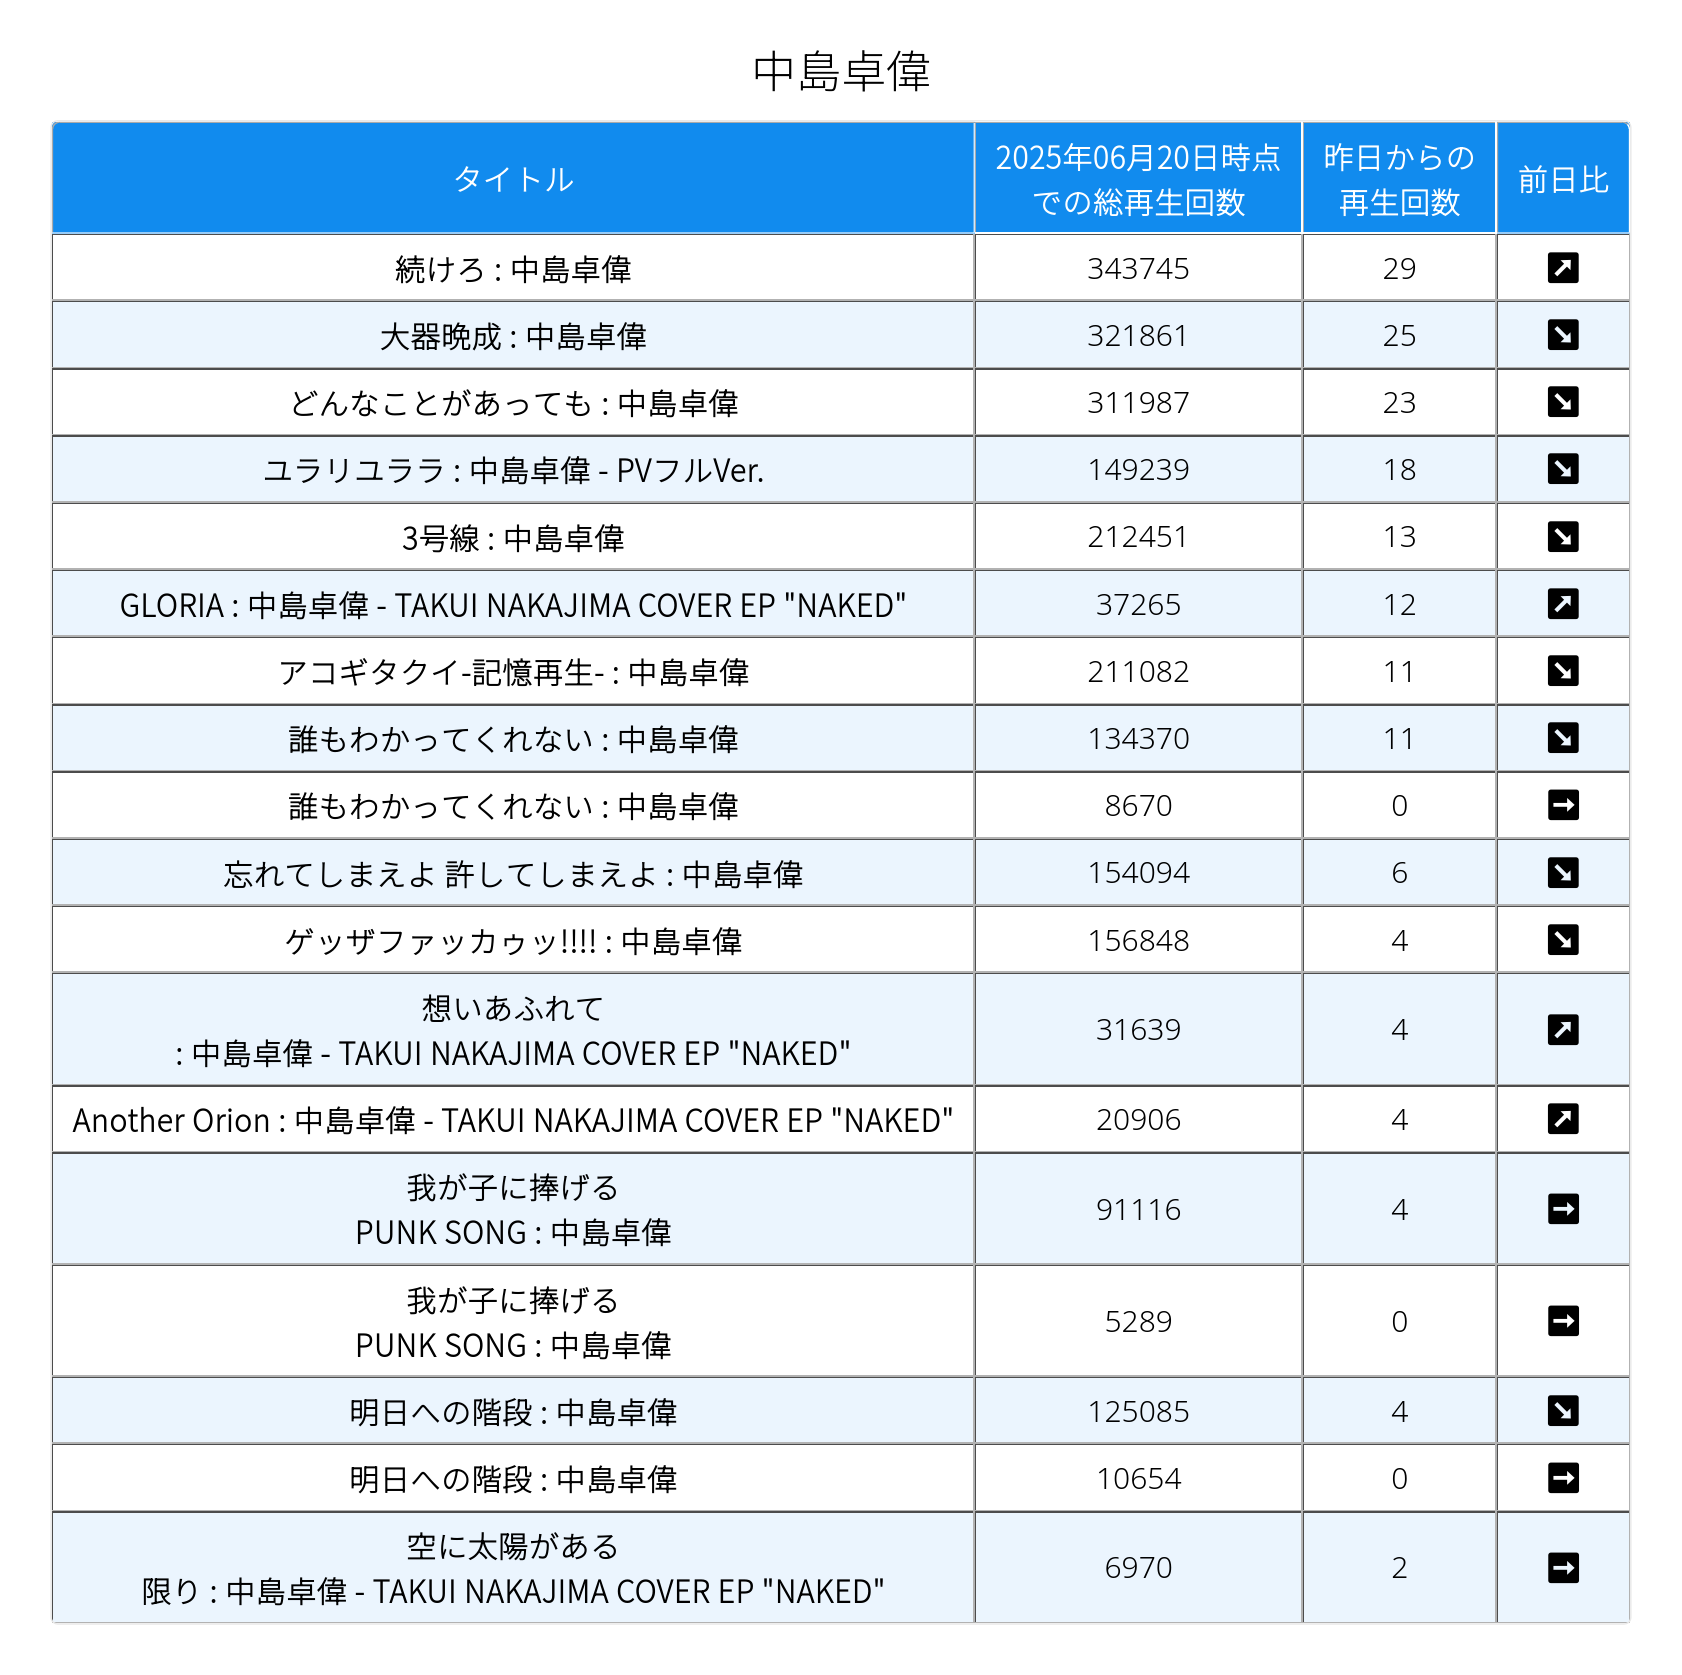 中島卓偉
タイトル
2025年06月20日時点
での総再生回数
昨日からの
再生回数
前日比
続けろ : 中島卓偉 343745 29
大器晩成 : 中島卓偉 321861 25
どんなことがあっても : 中島卓偉 311987 23
ユラリユララ : 中島卓偉 - PVフルVer. 149239 18
3号線 : 中島卓偉 212451 13
GLORIA : 中島卓偉 - TAKUI NAKAJIMA COVER EP "NAKED" 37265 12
アコギタクイ-記憶再生- : 中島卓偉 211082 11
誰もわかってくれない : 中島卓偉 134370 11
誰もわかってくれない : 中島卓偉 8670 0
忘れてしまえよ 許してしまえよ : 中島卓偉 154094 6
ゲッザファッカゥッ!!!! : 中島卓偉 156848 4
想いあふれて
: 中島卓偉 - TAKUI NAKAJIMA COVER EP "NAKED" 31639 4
Another Orion : 中島卓偉 - TAKUI NAKAJIMA COVER EP "NAKED" 20906 4
我が子に捧げる
PUNK SONG : 中島卓偉 91116 4
我が子に捧げる
PUNK SONG : 中島卓偉 5289 0
明日への階段 : 中島卓偉 125085 4
明日への階段 : 中島卓偉 10654 0
空に太陽がある
限り : 中島卓偉 - TAKUI NAKAJIMA COVER EP "NAKED" 6970 2